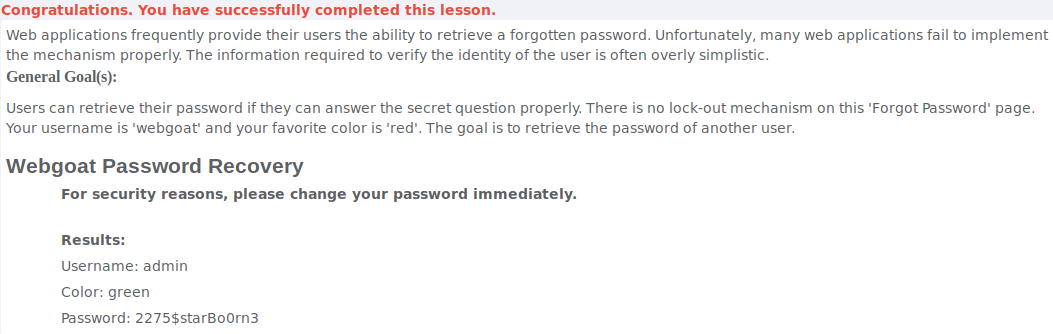 Congratulations. You have successfully completed this lesson.
Web applications frequently provide their users the ability to retrieve a forgotten password. Unfortunately, many web applications fail to implement
the mechanism properly. The information required to verify the identity of the user is often overly simplistic.
General Goal(s):
Users can retrieve their password if they can answer the secret question properly. There is no lock-out mechanism on this 'Forgot Password' page.
Your username is 'webgoat' and your favorite color is 'red'. The goal is to retrieve the password of another user.
Webgoat Password Recovery
For security reasons, please change your password immediately.
Results:
Username: admin
Color: green
Password: 2275$starBo0rn3